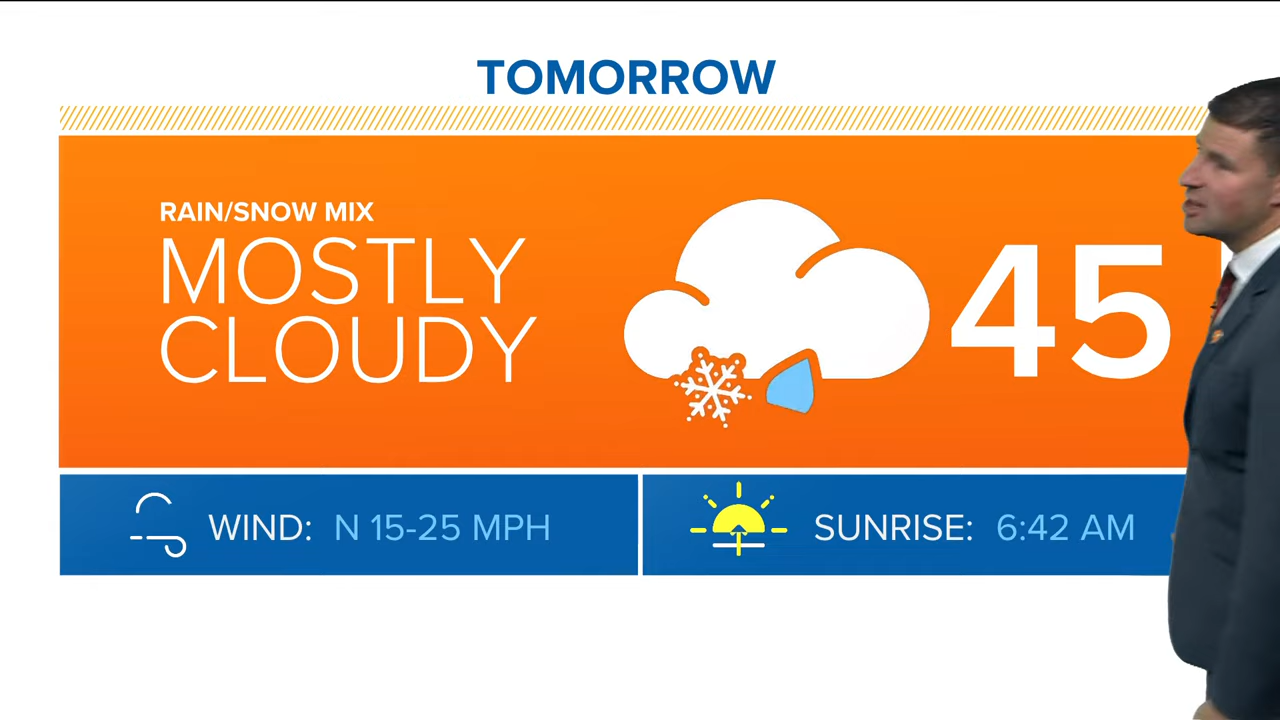 TOMORROW
RAIN/SNOW MIX
MOSTLY
CLOUDY
45
WIND: N 15-25 MPH
SUNRISE: 6:42 AM